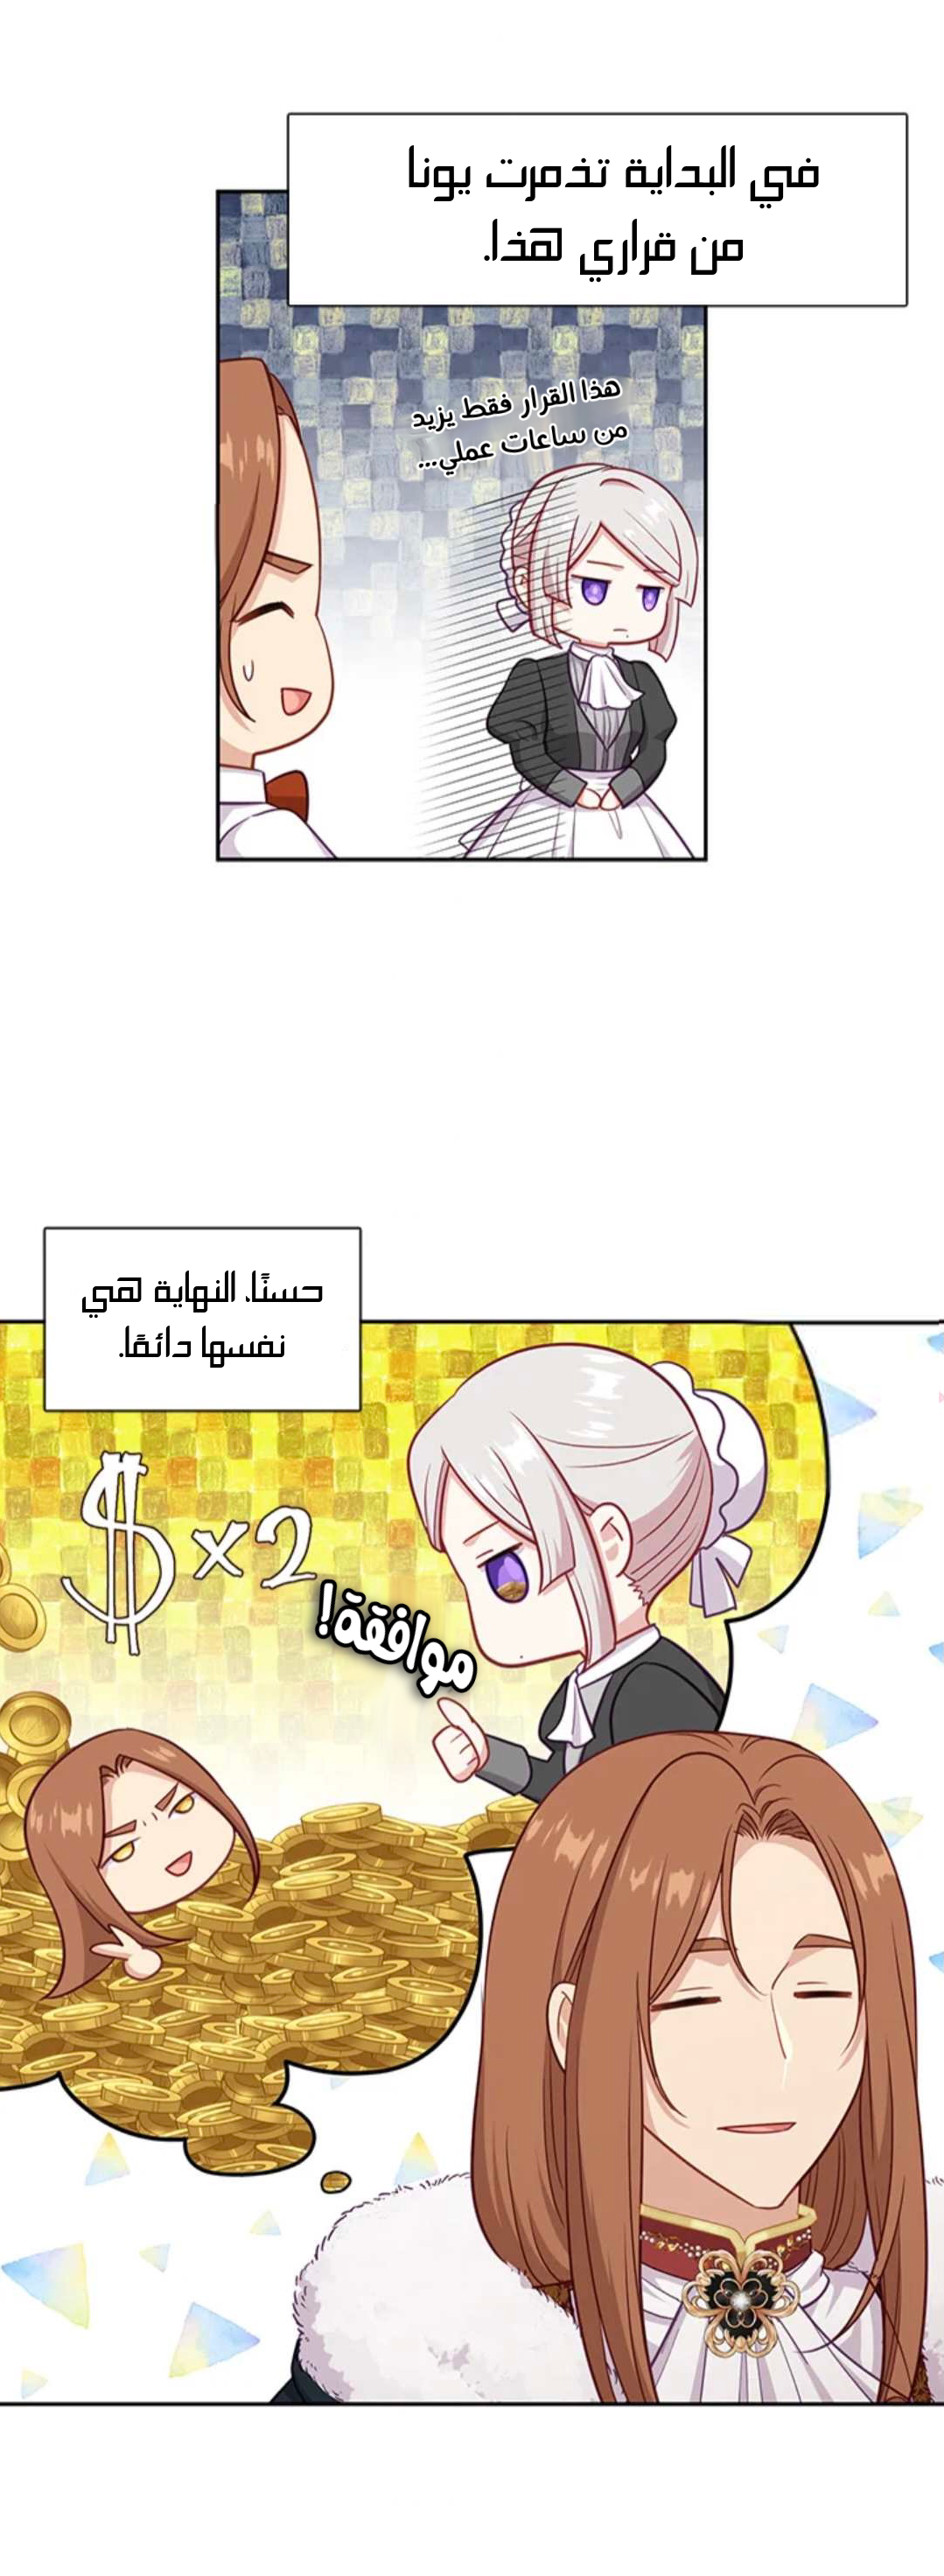 في البداية تذمرت يونا
من قراري هذا.
هذا القرار فقط يزيد
من ساعات عملي...
حسنًا، النهاية هي
نفسها دائمًا.
$ x2
موافقة!